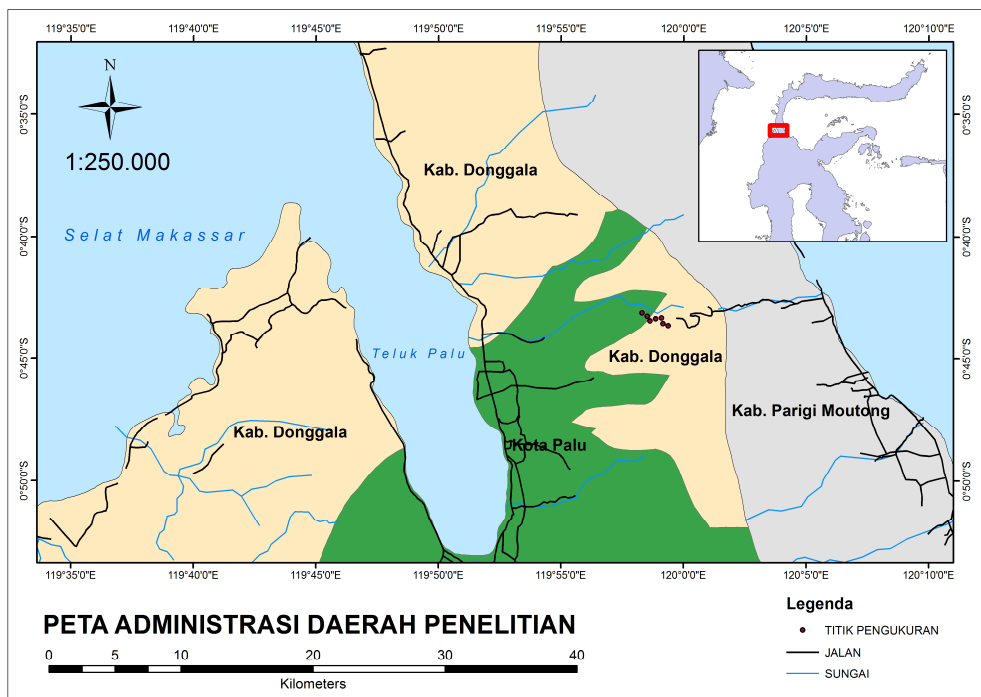 119°35'0"E 119°40'0"E 119°45'0"E 119°50'0"E 119°55'0"E 120°0'0"E 120°5'0"E 120°10'0"E
N
1:250.000
0°35'0"S
0°35'0"S
Kab. Donggala
Selat Makassar
0°40'0"S
0°40'0"S
Teluk Palu
Kab. Donggala
0°45'0"S
0°45'0"S
Kab. Parigi Moutong
Kab. Donggala
Kota Palu
0°50'0"S
0°50'0"S
119°35'0"E 119°40'0"E 119°45'0"E 119°50'0"E 119°55'0"E 120°0'0"E 120°5'0"E 120°10'0"E
PETA ADMINISTRASI DAERAH PENELITIAN
0 5 10 20 30 40
Kilometers
Legenda
TITIK PENGUKURAN
JALAN
SUNGAI